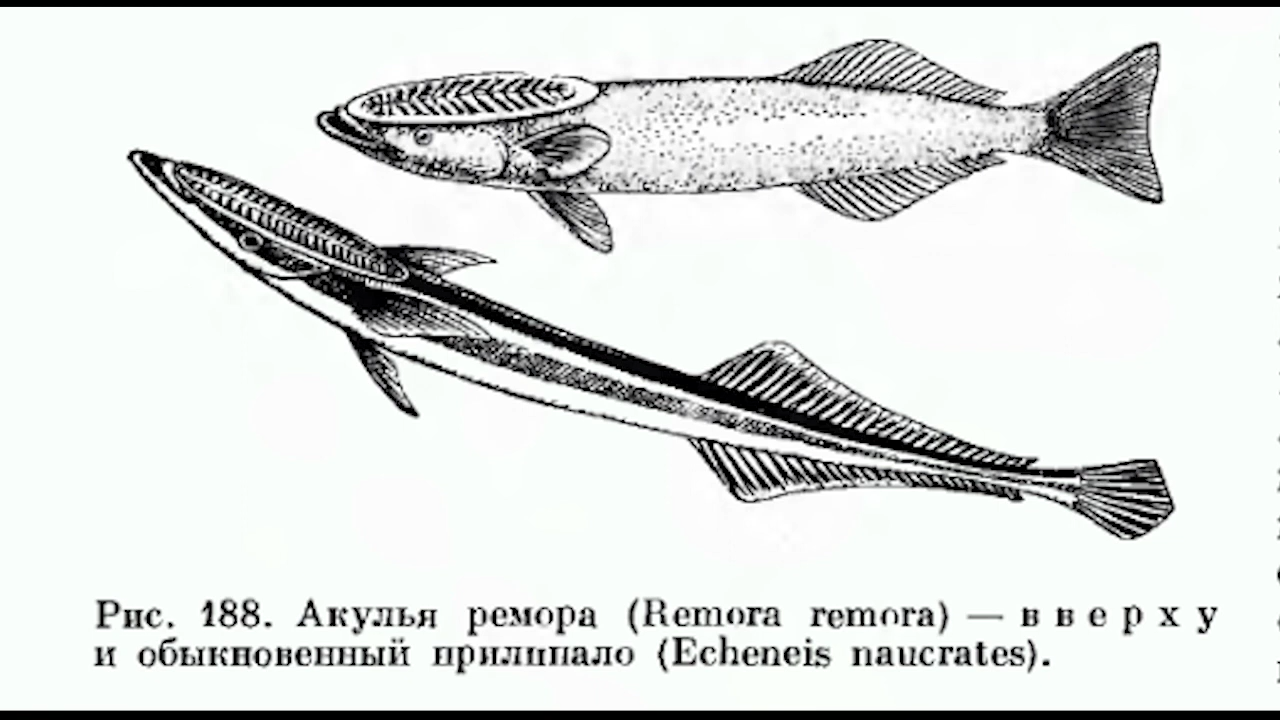 Рис. 188. Акулья ремора (Remora remora) — вверху
и обыкновенный прилипало (Echeneis naucrates).